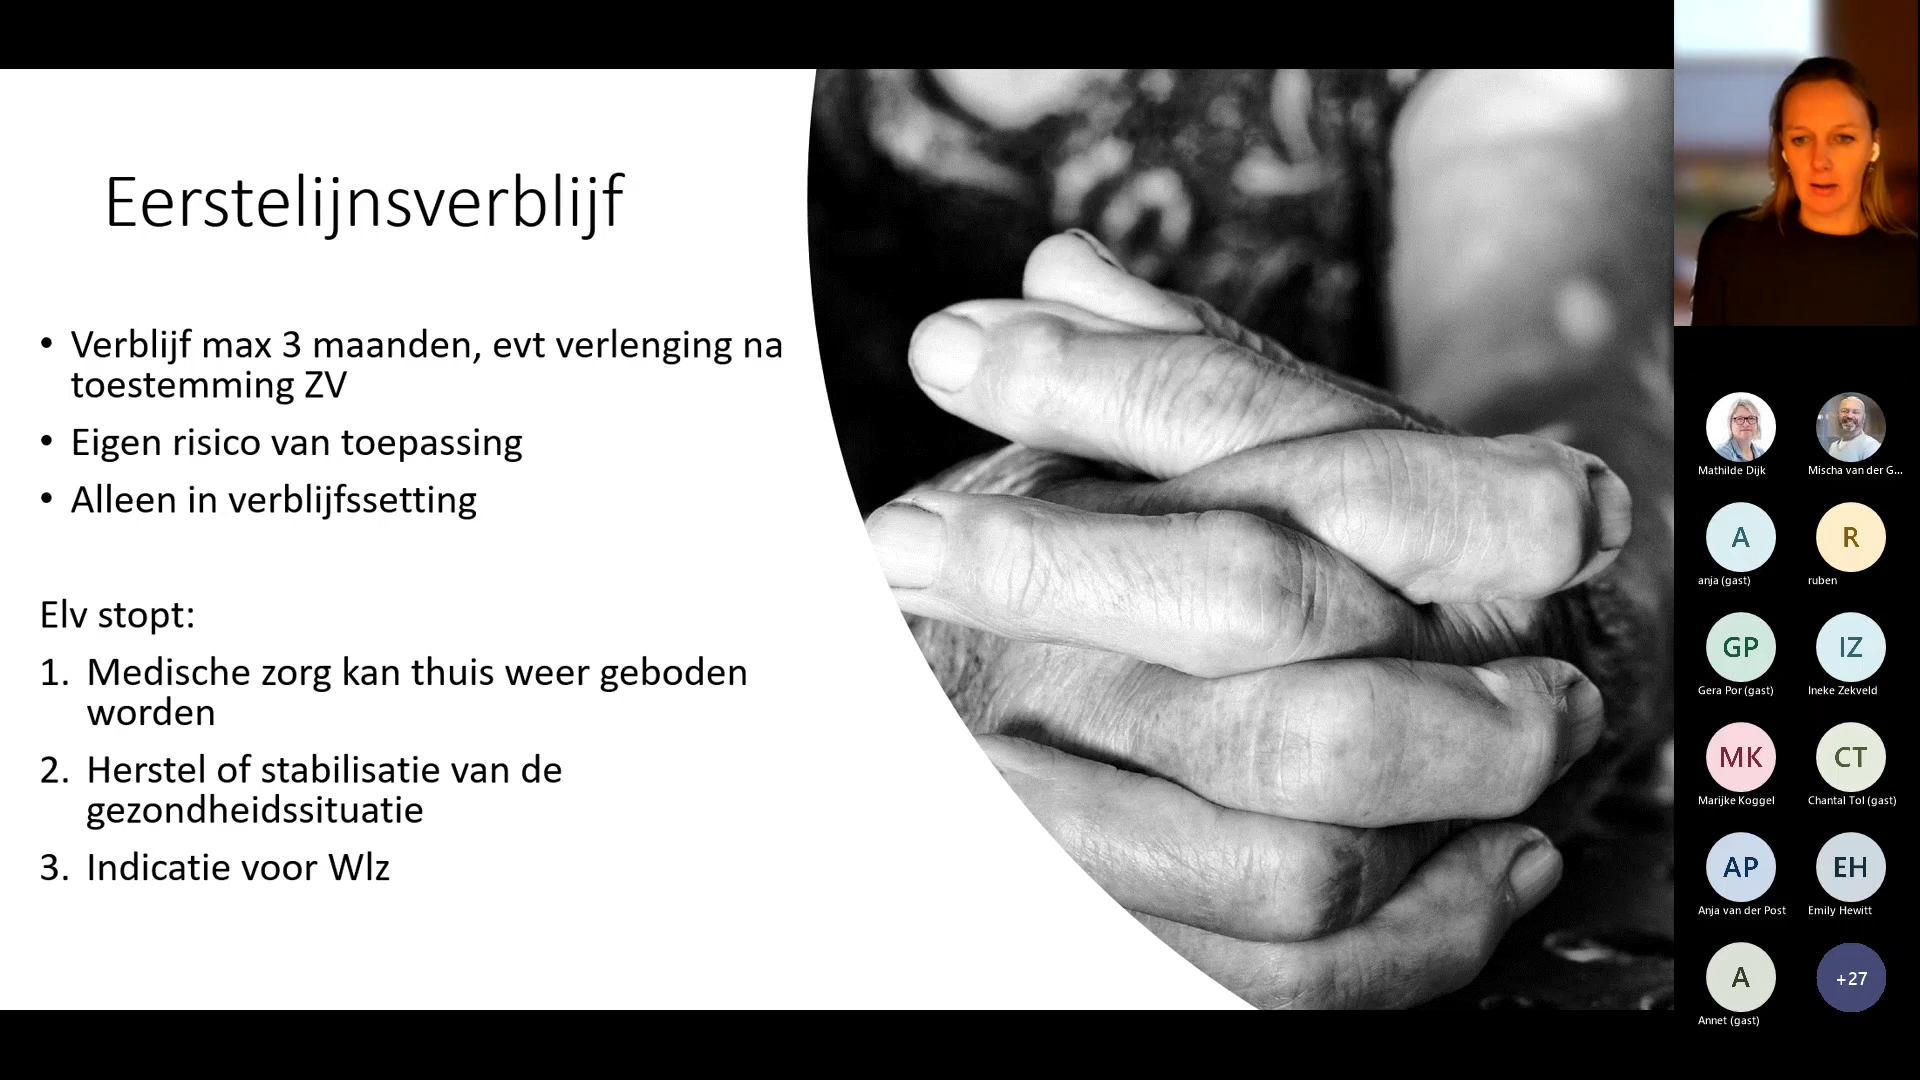 Eerstelijnsverblijf
• Verblijf max 3 maanden, evt verlenging na
toestemming ZV
• Eigen risico van toepassing
• Alleen in verblijfssetting
Elv stopt:
1. Medische zorg kan thuis weer geboden
worden
2. Herstel of stabilisatie van de
gezondheidssituatie
3. Indicatie voor Wlz
Mathilde Dijk
Mischa van der G...
A
R
anja (gast)
ruben
GP
IZ
Gera Por (gast)
Ineke Zekveld
MK
CT
Marijke Koggel
Chantal Tol (gast)
AP
EH
Anja van der Post
Emily Hewitt
A
+27
Annet (gast)